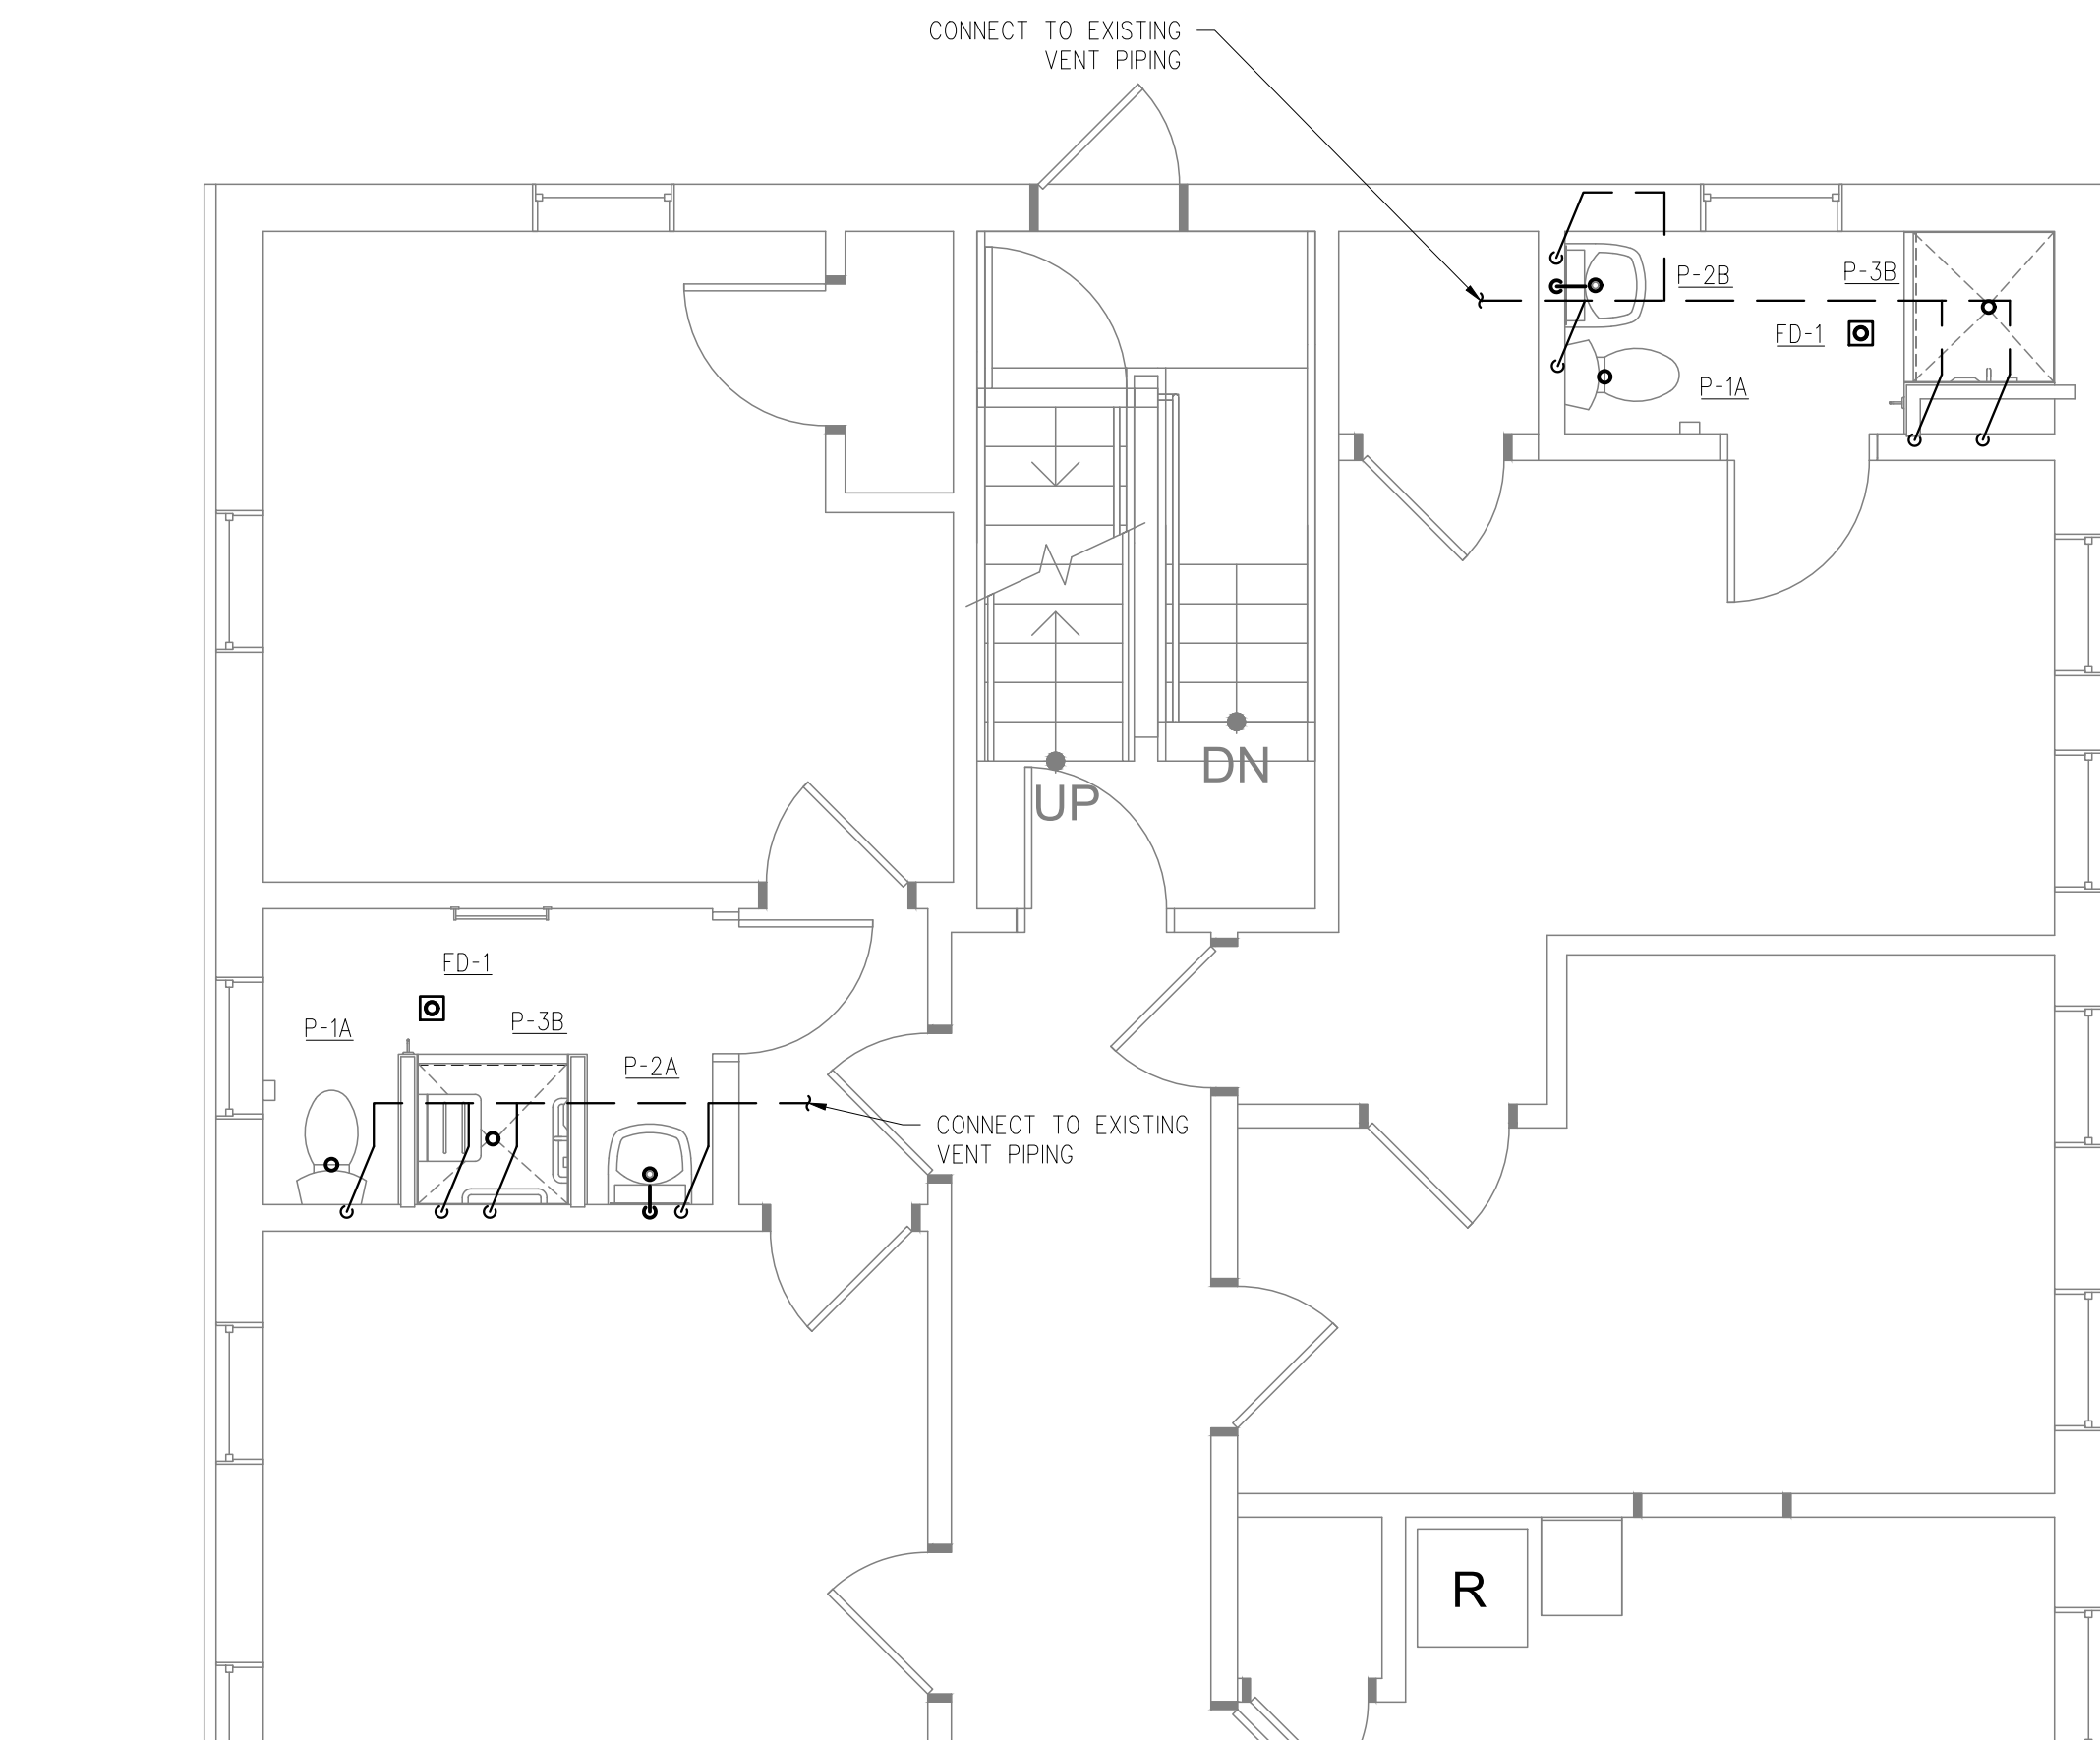 CONNECT TO EXISTING
VENT PIPING
P-2B
P-3B
FD-1
P-1A
DN
UP
FD-1
P-1A
P-3B
P-2A
CONNECT TO EXISTING
VENT PIPING
R